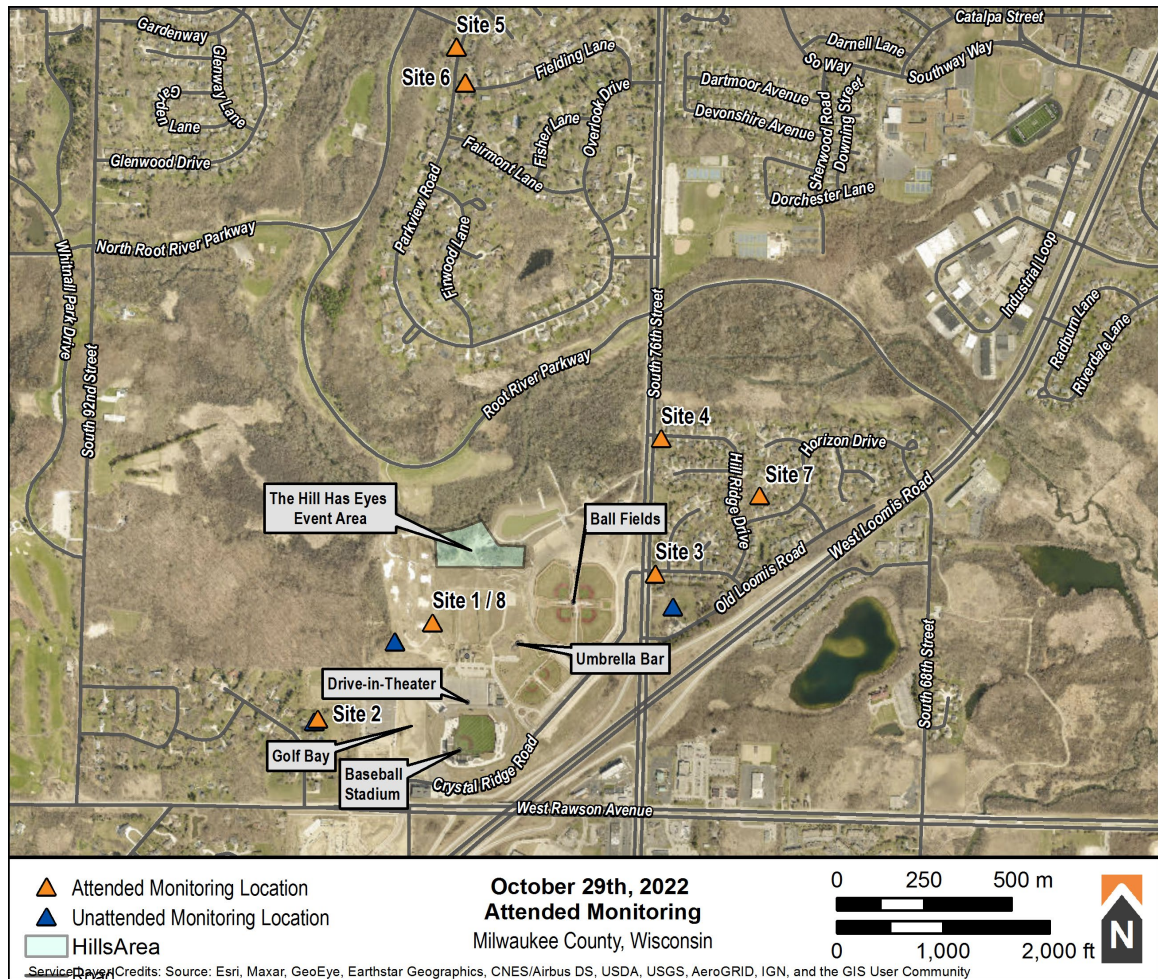 Site 5
Catalpa Street
Gardenway
Darnell Lane
So Way
Southway Way
Glenway Lane
Fielding Lane
Site 6
Dartmoor Avenue
Garden Lane
Overlook Drive
Devonshire Avenue
Sherwood Road
Downing Street
Fisher Lane
Glenwood Drive
Fairmont Lane
Dorchester Lane
Parkview Road
North Root River Parkway
Firwood Lane
Whitnall Park Drive
Industrial Loop
Radburn Lane
Riverdale Lane
South 76th Street
South 92nd Street
Root River Parkway
Site 4
Horizon Drive
Hill Ridge Drive
Site 7
The Hill Has Eyes
Event Area
Ball Fields
West Loomis Road
Site 3
Old Loomis Road
Site 1 / 8
Umbrella Bar
South 68th Street
Drive-in-Theater
Site 2
Golf Bay
Baseball
Stadium
Crystal Ridge Road
West Rawson Avenue
Attended Monitoring Location
Unattended Monitoring Location
HillsArea
Road
October 29th, 2022
Attended Monitoring
Milwaukee County, Wisconsin
0 250 500 m
0 1,000 2,000 ft
N
Service Layer Credits: Source: Esri, Maxar, GeoEye, Earthstar Geographics, CNES/Airbus DS, USDA, USGS, AeroGRID, IGN, and the GIS User Community